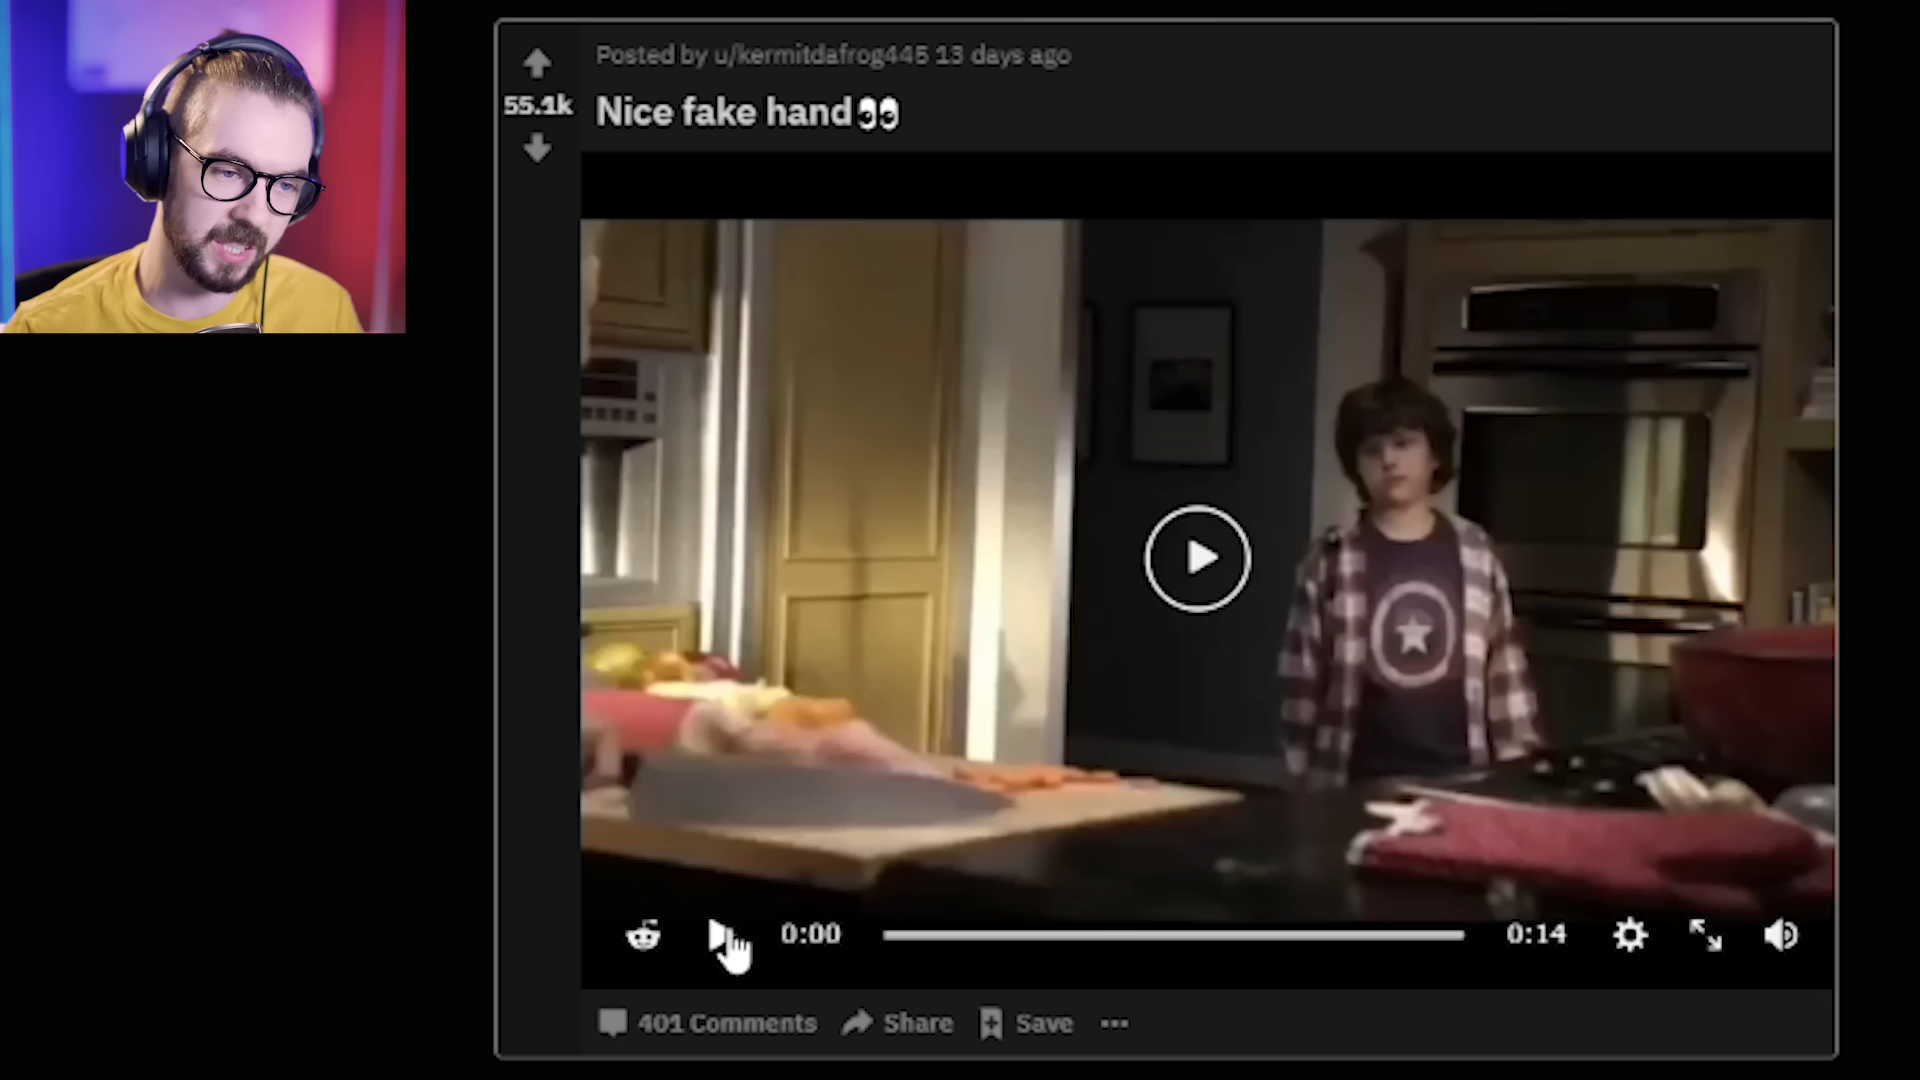 Posted by u/kermitdafrog445 13 days ago
55.1k
Nice fake hand👀
0:00
0:14
401 Comments
Share
Save